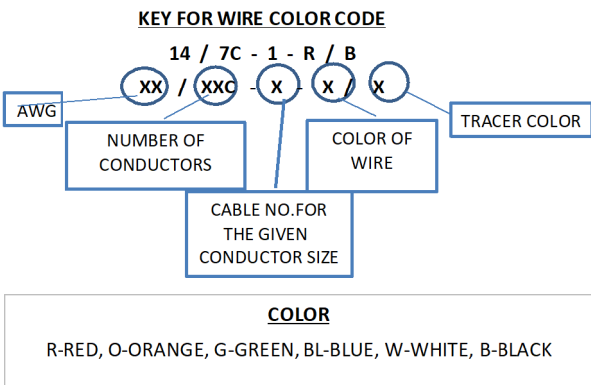 KEY FOR WIRE COLOR CODE
14 / 7C - 1 - R / B
XX / XXC - X - X / X
AWG
NUMBER OF
CONDUCTORS
COLOR OF
WIRE
TRACER COLOR
CABLE NO.FOR
THE GIVEN
CONDUCTOR SIZE
COLOR
R-RED, O-ORANGE, G-GREEN, BL-BLUE, W-WHITE, B-BLACK